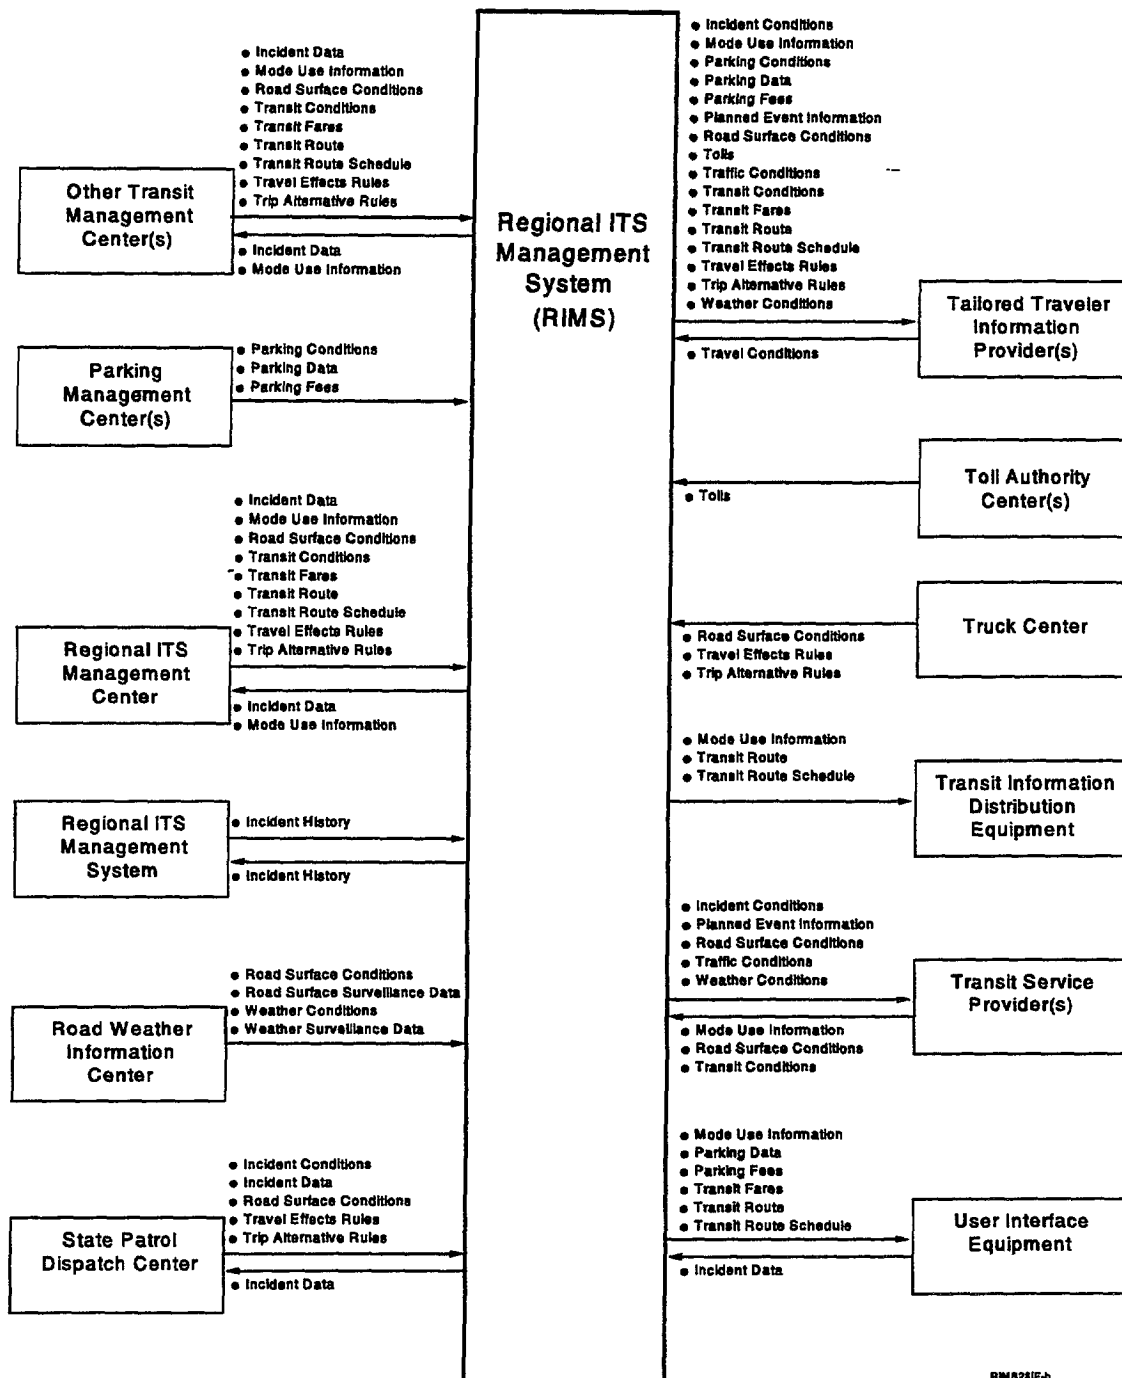 ● Incident Data
● Mode Use Information
● Road Surface Conditions
● Transit Conditions
● Transit Fares
● Transit Route
● Transit Route Schedule
● Travel Effects Rules
● Trip Alternative Rules
Other Transit
Management
Center(s)
● Incident Data
● Mode Use Information
● Parking Conditions
● Parking Data
● Parking Fees
Parking
Management
Center(s)
● Incident Data
● Mode Use Information
● Road Surface Conditions
● Transit Conditions
● Transit Fares
● Transit Route
● Transit Route Schedule
● Travel Effects Rules
● Trip Alternative Rules
Regional ITS
Management
Center
● Incident Data
● Mode Use Information
Regional ITS
Management
System
● Incident History
● Incident History
● Road Surface Conditions
● Road Surface Surveillance Data
● Weather Conditions
● Weather Surveillance Data
Road Weather
Information
Center
● Incident Conditions
● Incident Data
● Road Surface Conditions
● Travel Effects Rules
● Trip Alternative Rules
State Patrol
Dispatch Center
● Incident Data
Regional ITS
Management
System
(RIMS)
● Incident Conditions
● Mode Use Information
● Parking Conditions
● Parking Data
● Parking Fees
● Planned Event Information
● Road Surface Conditions
● Tolls
● Traffic Conditions
● Transit Conditions
● Transit Fares
● Transit Route
● Transit Route Schedule
● Travel Effects Rules
● Trip Alternative Rules
● Weather Conditions
Tailored Traveler
Information
Provider(s)
● Travel Conditions
Toll Authority
Center(s)
● Tolls
Truck Center
● Road Surface Conditions
● Travel Effects Rules
● Trip Alternative Rules
● Mode Use Information
● Transit Route
● Transit Route Schedule
Transit Information
Distribution
Equipment
● Incident Conditions
● Planned Event Information
● Road Surface Conditions
● Traffic Conditions
● Weather Conditions
Transit Service
Provider(s)
● Mode Use Information
● Road Surface Conditions
● Transit Conditions
● Mode Use Information
● Parking Data
● Parking Fees
● Transit Fares
● Transit Route
● Transit Route Schedule
User Interface
Equipment
● Incident Data